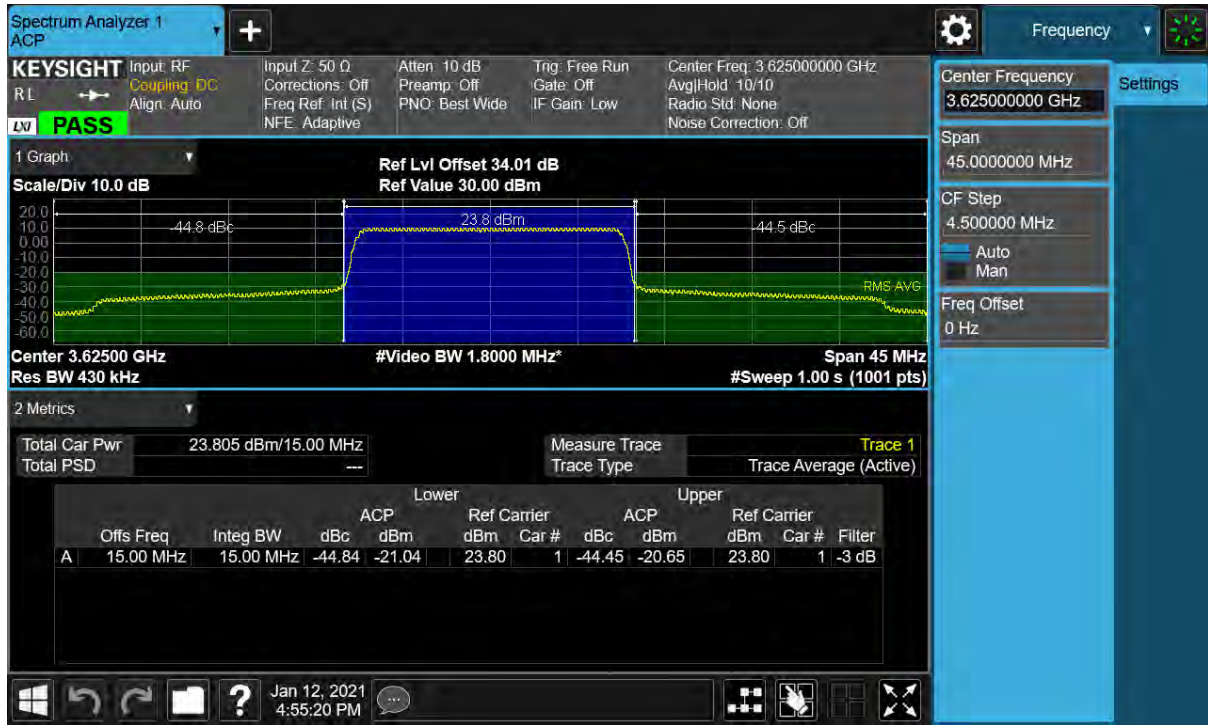 Spectrum Analyzer 1
ACP
+
Frequency
KEYSIGHT Input: RF Input Z: 50 Ω Atten: 10 dB Trig: Free Run Center Freq: 3.625000000 GHz
Coupling: DC Corrections: Off Preamp: Off Gate: Off Avg|Hold: 10/10
RL Align: Auto Freq Ref: Int (S) PNO: Best Wide IF Gain: Low Radio Std: None
LXI PASS NFE: Adaptive Noise Correction: Off
Center Frequency
3.625000000 GHz
Settings
Span
45.0000000 MHz
CF Step
4.500000 MHz
Auto
Man
Freq Offset
0 Hz
1 Graph
Ref Lvl Offset 34.01 dB
Scale/Div 10.0 dB Ref Value 30.00 dBm
20.0
10.0 -44.8 dBc 23.8 dBm -44.5 dBc
0.00
-10.0
-20.0
-30.0 RMS AVG
-40.0
-50.0
-60.0
Center 3.62500 GHz #Video BW 1.8000 MHz* Span 45 MHz
Res BW 430 kHz #Sweep 1.00 s (1001 pts)
2 Metrics
Total Car Pwr 23.805 dBm/15.00 MHz Measure Trace Trace 1
Total PSD --- Trace Type Trace Average (Active)
Lower Upper
ACP Ref Carrier ACP Ref Carrier
Offs Freq Integ BW dBc dBm dBm Car # dBc dBm dBm Car # Filter
A 15.00 MHz 15.00 MHz -44.84 -21.04 23.80 1 -44.45 -20.65 23.80 1 -3 dB
? Jan 12, 2021
4:55:20 PM